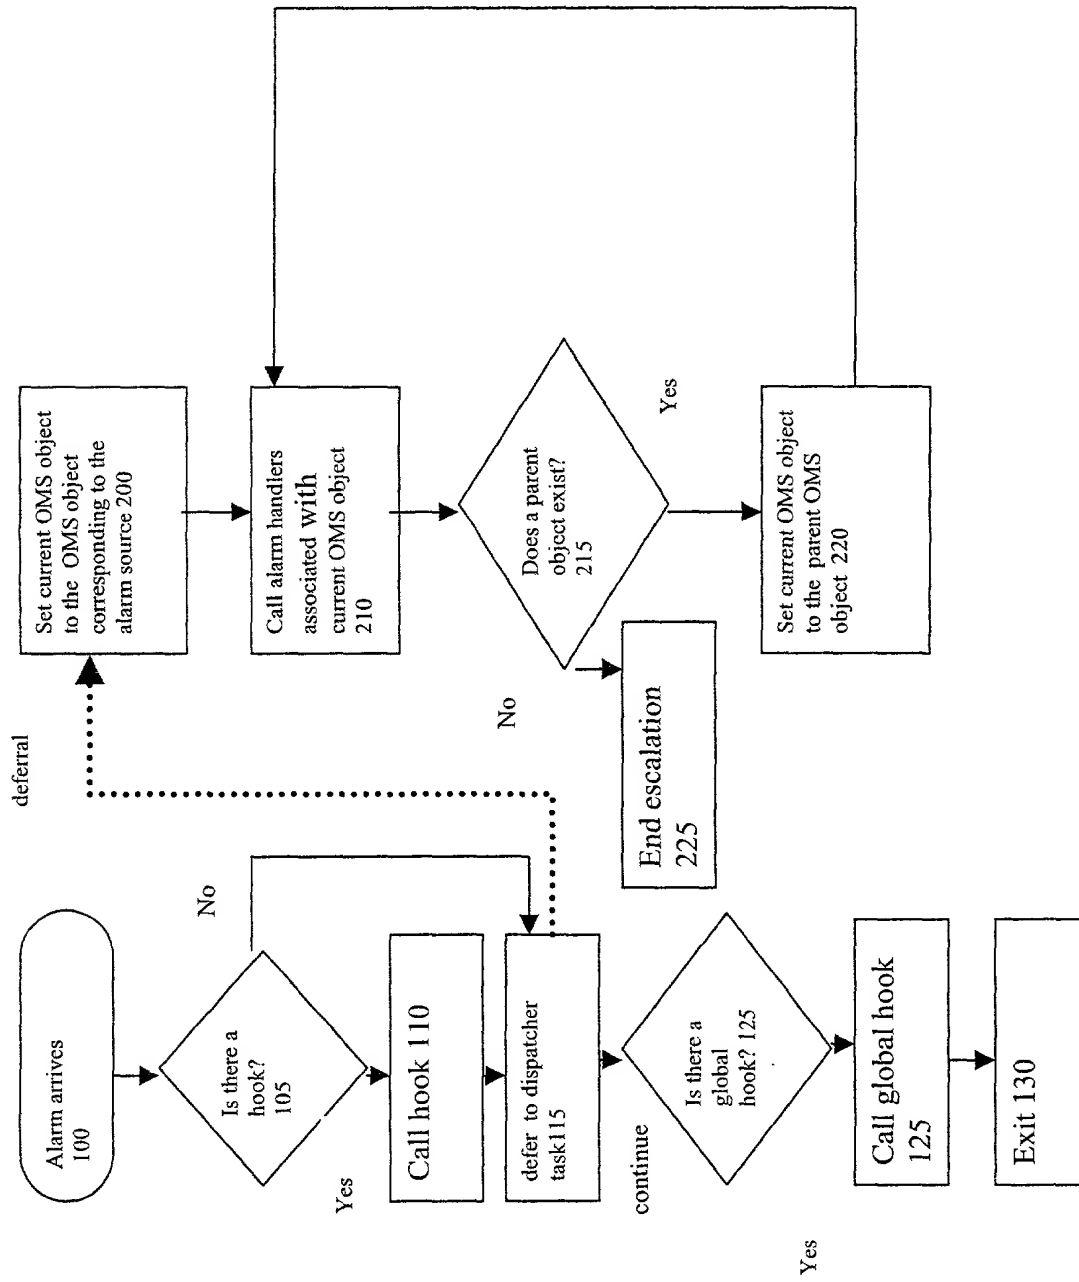 Alarm arrives
100
Is there a
hook?
105
No
Yes
Call hook 110
defer to dispatcher
task115
continue
Is there a
global
hook? 125
Yes
Call global hook
125
Exit 130
deferral
Set current OMS object
to the OMS object
corresponding to the
alarm source 200
Call alarm handlers
associated with
current OMS object
210
Does a parent
object exist?
215
No
Yes
End escalation
225
Set current OMS object
to the parent OMS
object 220